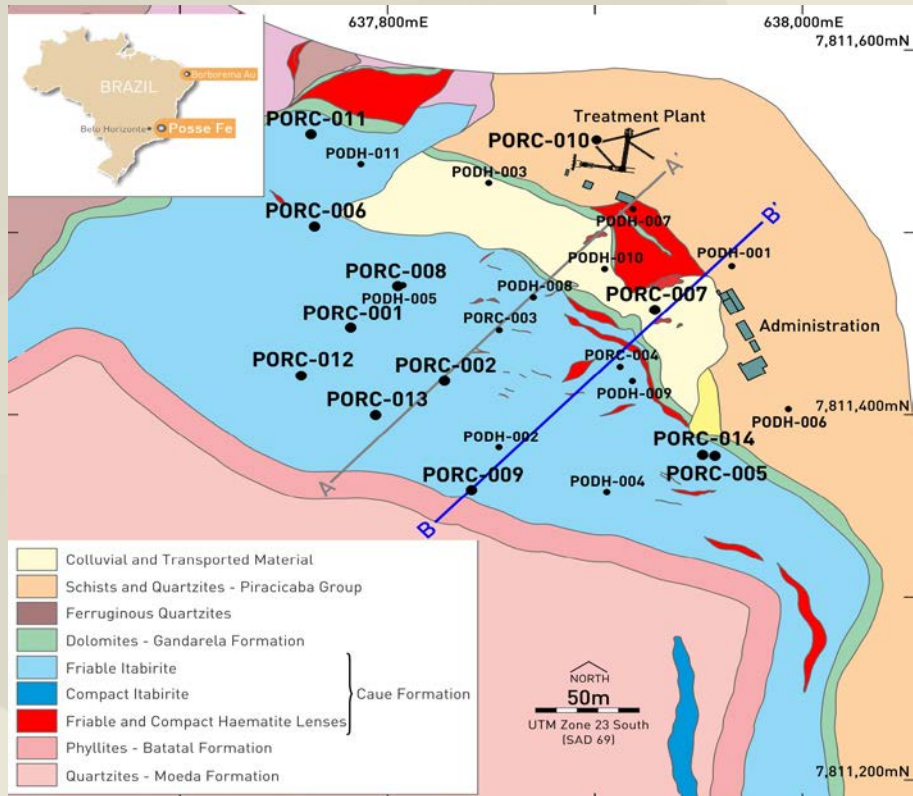 637,800mE
638,000mE
7,811,600mN
BRAZIL
Borborema Au
Belo Horizonte
Posse Fe
PORC-011
PODH-011
PORC-010
Treatment Plant
PODH-003
A'
PORC-006
PODH-007
B'
PODH-010
PODH-001
PORC-008
PODH-005
PODH-008
PORC-007
PORC-001
PORC-003
Administration
PORC-012
PORC-002
PORC-004
PODH-009
PORC-013
7,811,400mN
PODH-006
PODH-002
PORC-014
PORC-005
A
PORC-009
PODH-004
B
Colluvial and Transported Material
Schists and Quartzites - Piracicaba Group
Ferruginous Quartzites
Dolomites - Gandarela Formation
Friable Itabirite
Compact Itabirite
Caue Formation
Friable and Compact Haematite Lenses
Phyllites - Batatal Formation
Quartzites - Moeda Formation
NORTH
50m
UTM Zone 23 South
(SAD 69)
7,811,200mN